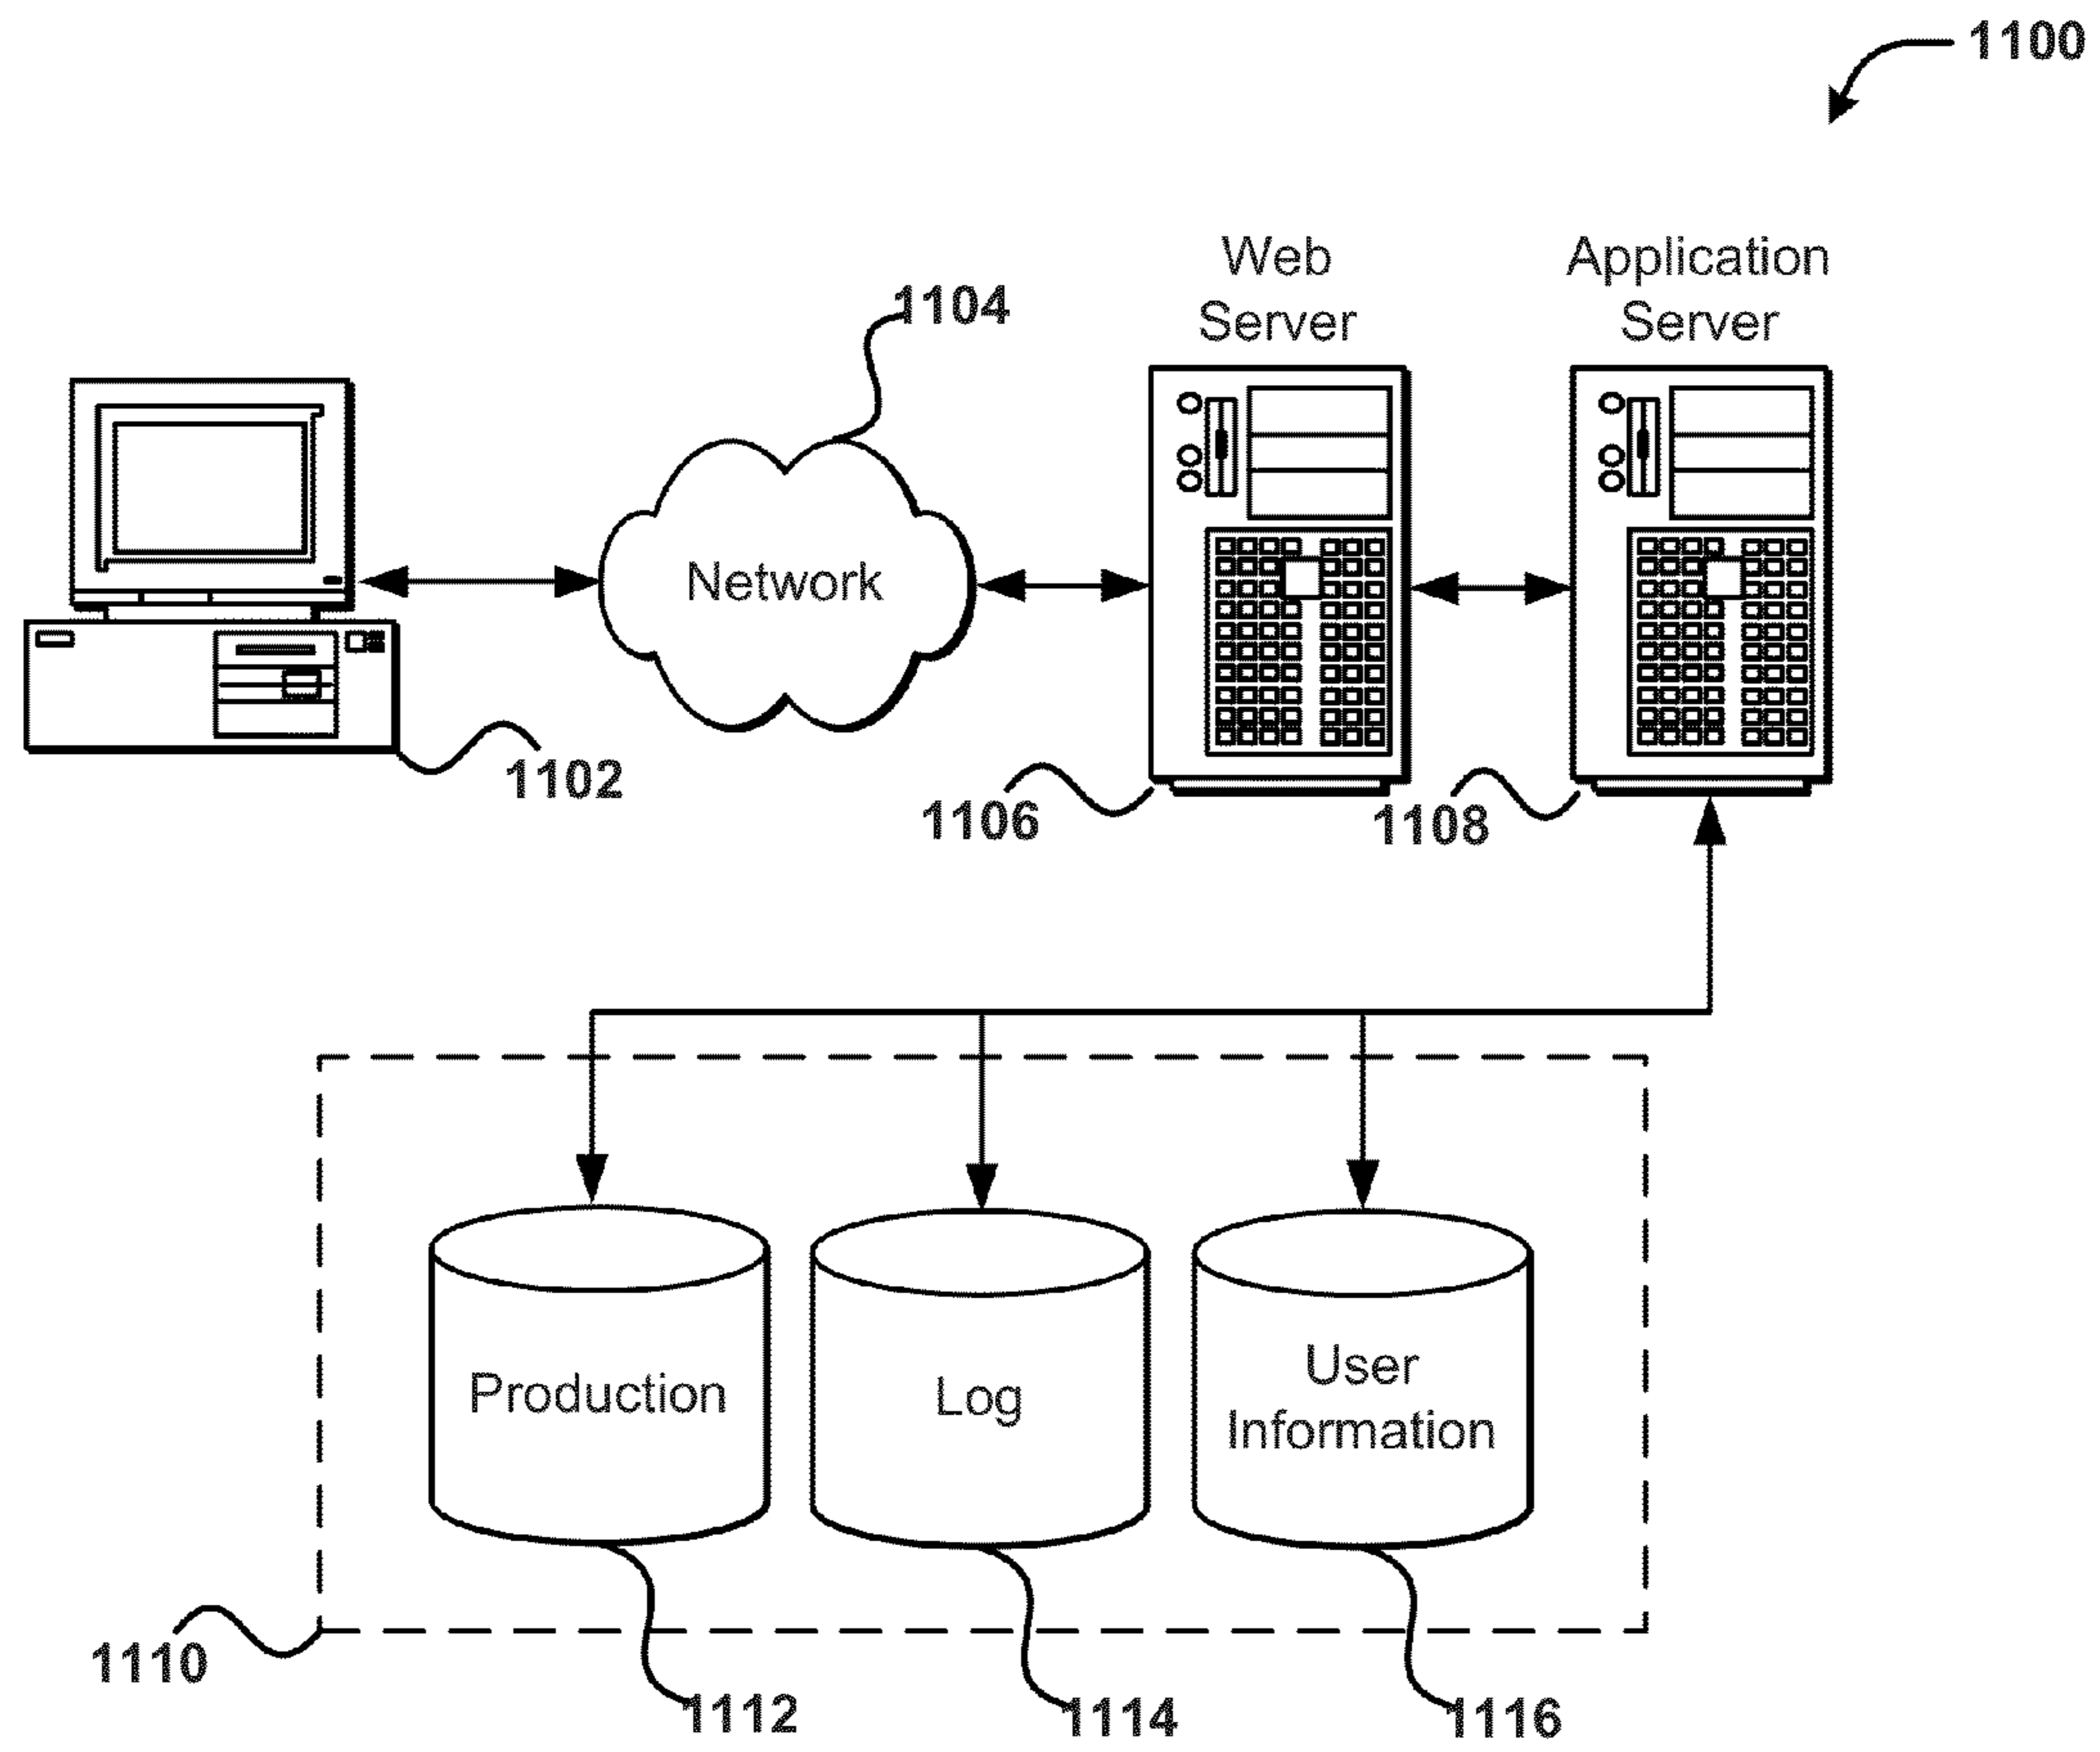 1100
Web
Server
Application
Server
1104
Network
1102
1106
1108
Production
Log
User
Information
1110
1112
1114
1116